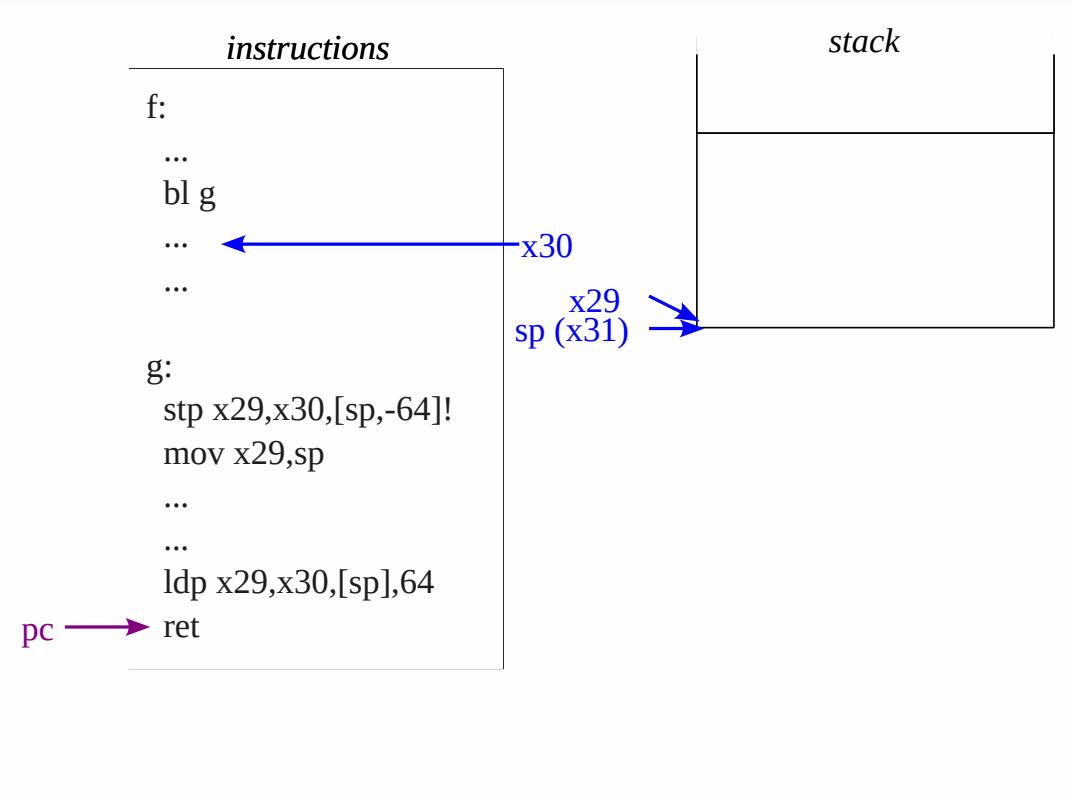 instructions
stack
f:
...
bl g
...
x30
...
x29
sp (x31)
g:
stp x29,x30,[sp,-64]!
mov x29,sp
...
...
ldp x29,x30,[sp],64
pc
ret